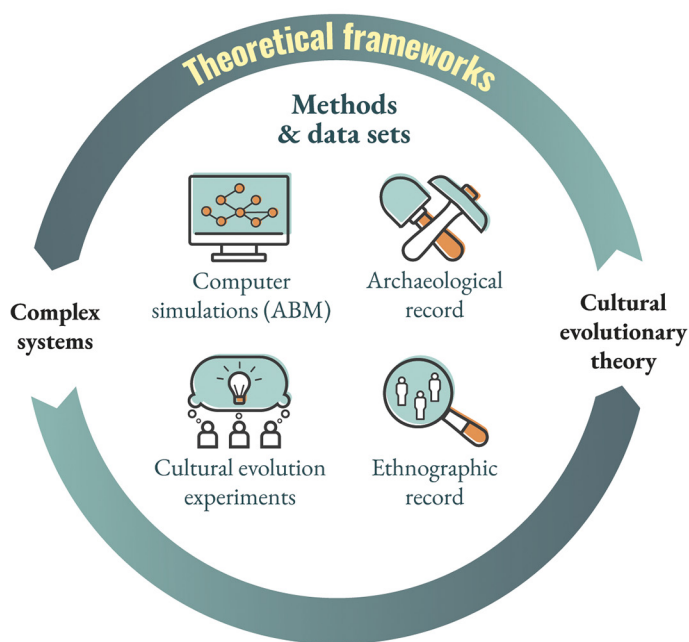 Theoretical frameworks
Methods
& data sets
Computer
simulations (ABM)
Archaeological
record
Complex
systems
Cultural
evolutionary
theory
Cultural evolution
experiments
Ethnographic
record